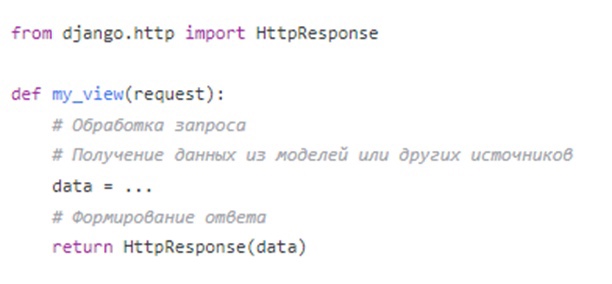 from django.http import HttpResponse
def my_view(request):
# Обработка запроса
# Получение данных из моделей или других источников
data = ...
# Формирование ответа
return HttpResponse(data)